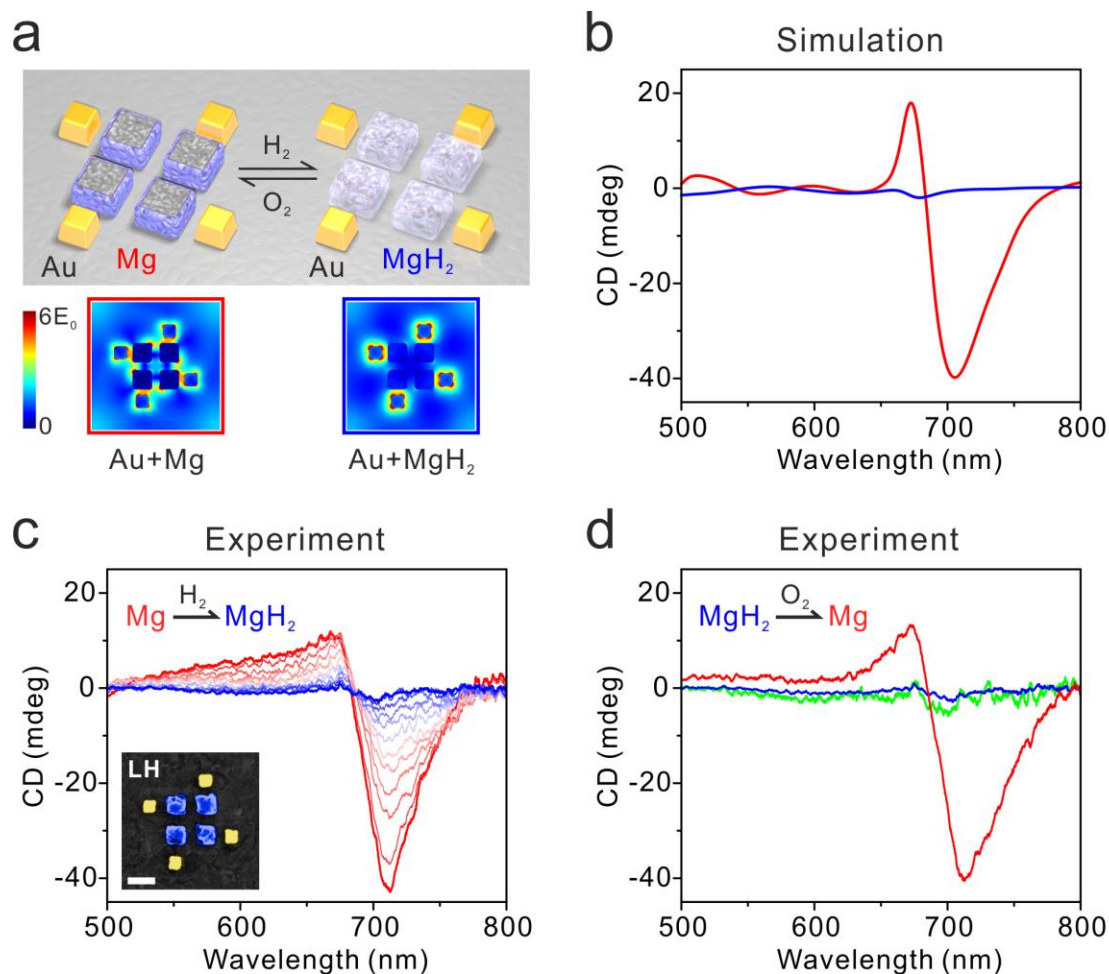 a
H₂
O₂
Au
Mg
Au
MgH₂
6E₀
0
Au+Mg
Au+MgH₂
b
Simulation
CD (mdeg)
20
0
-20
-40
500 600 700 800
Wavelength (nm)
c
Experiment
Mg H₂ MgH₂
CD (mdeg)
20
0
-20
-40
LH
500 600 700 800
Wavelength (nm)
d
Experiment
MgH₂ O₂ Mg
CD (mdeg)
20
0
-20
-40
500 600 700 800
Wavelength (nm)